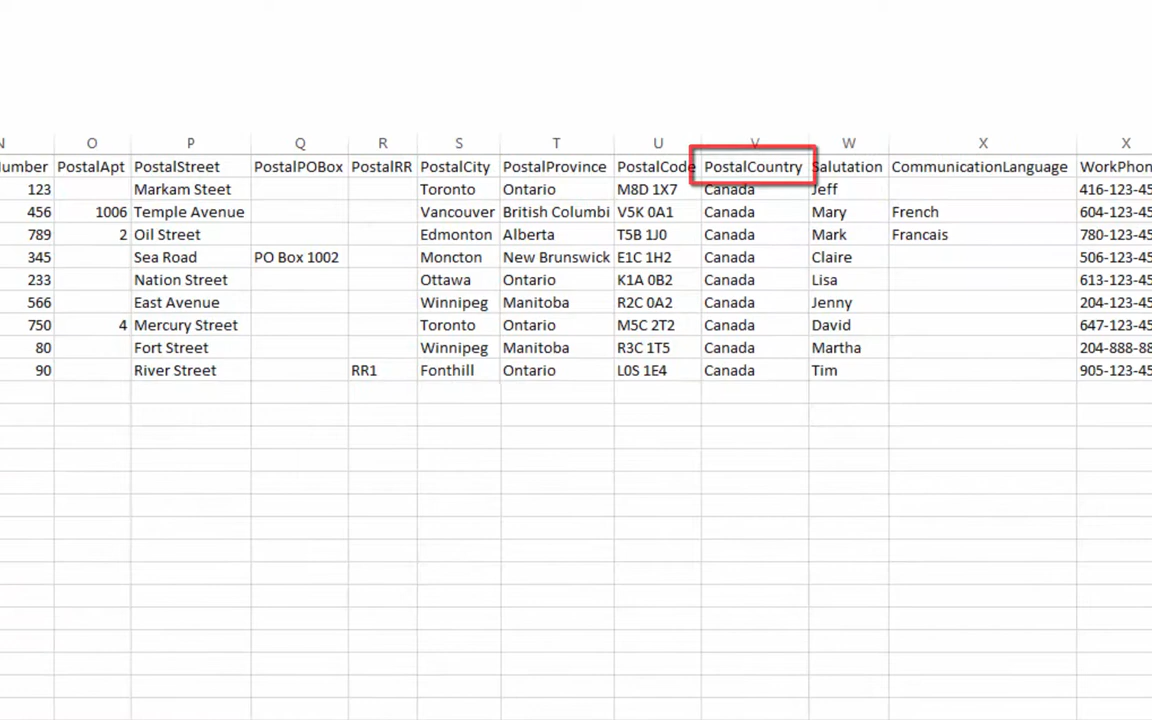 N O P Q R S T U V W X X
umber PostalApt PostalStreet PostalPOBox PostalRR PostalCity PostalProvince PostalCode PostalCountry Salutation CommunicationLanguage WorkPhon
123 Markam Steet Toronto Ontario M8D 1X7 Canada Jeff 416-123-45
456 1006 Temple Avenue Vancouver British Columbi V5K 0A1 Canada Mary French 604-123-45
789 2 Oil Street Edmonton Alberta T5B 1J0 Canada Mark Francais 780-123-45
345 Sea Road PO Box 1002 Moncton New Brunswick E1C 1H2 Canada Claire 506-123-45
233 Nation Street Ottawa Ontario K1A 0B2 Canada Lisa 613-123-45
566 East Avenue Winnipeg Manitoba R2C 0A2 Canada Jenny 204-123-45
750 4 Mercury Street Toronto Ontario M5C 2T2 Canada David 647-123-45
80 Fort Street Winnipeg Manitoba R3C 1T5 Canada Martha 204-888-88
90 River Street RR1 Fonthill Ontario L0S 1E4 Canada Tim 905-123-45